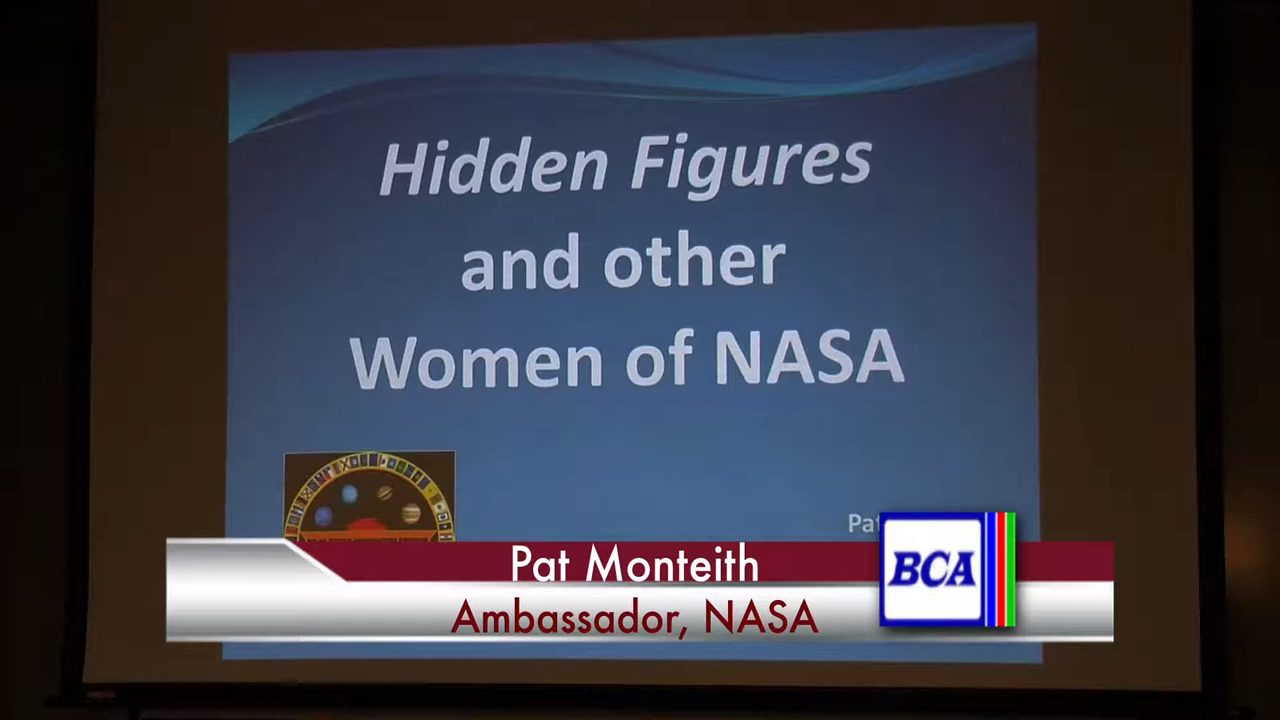 Hidden Figures
and other
Women of NASA
Pat Monteith
Ambassador, NASA
BCA